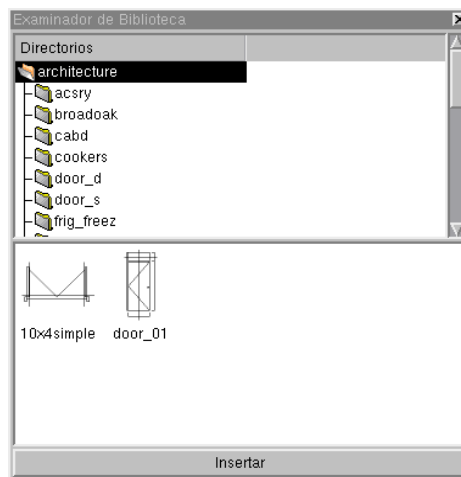 Examinador de Biblioteca
Directorios
architecture
acsry
broadoak
cabd
cookers
door_d
door_s
frig_freez
10x4simple door_01
Insertar